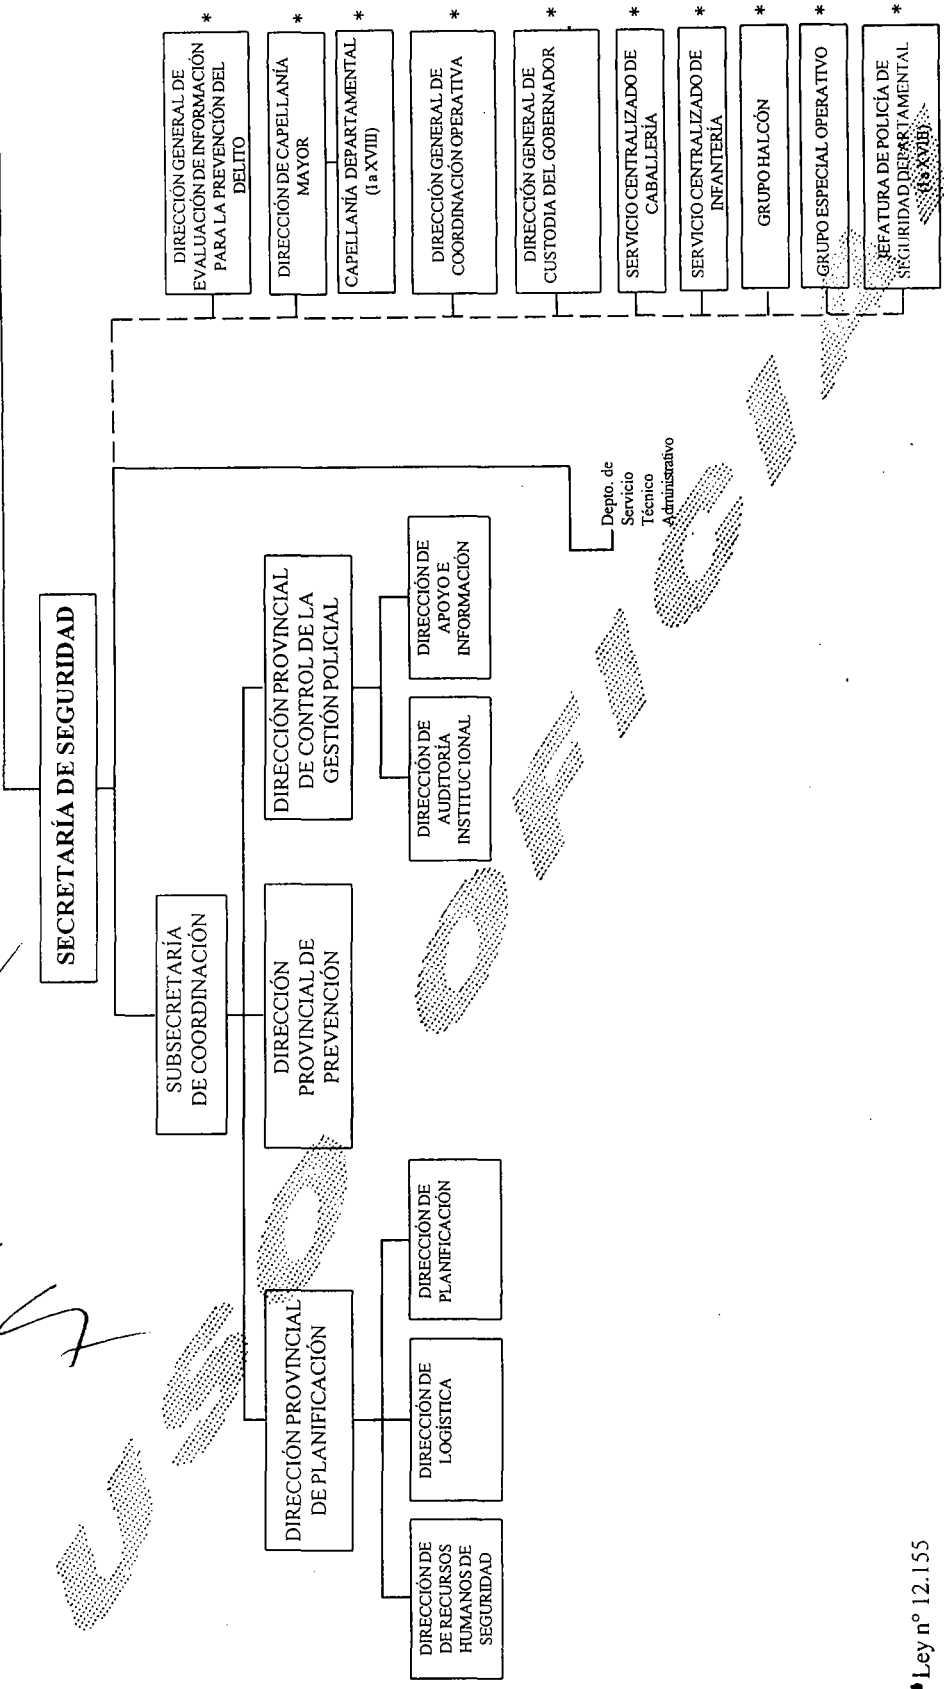 SECRETARÍA DE SEGURIDAD
SUBSECRETARÍA
DE COORDINACIÓN
DIRECCIÓN PROVINCIAL
DE PLANIFICACIÓN
DIRECCIÓN
PROVINCIAL DE
PREVENCIÓN
DIRECCIÓN PROVINCIAL
DE CONTROL DE LA
GESTIÓN POLICIAL
DIRECCIÓN DE
DE RECURSOS
HUMANOS DE
SEGURIDAD
DIRECCIÓN DE
LOGÍSTICA
DIRECCIÓN DE
PLANIFICACIÓN
DIRECCIÓN DE
AUDITORÍA
INSTITUCIONAL
DIRECCIÓN DE
APOYO E
INFORMACIÓN
Depto. de
Servicio
Técnico
Administrativo
DIRECCIÓN GENERAL DE
EVALUACIÓN DE INFORMACIÓN
PARA LA PREVENCIÓN DEL
DELITO
*
DIRECCIÓN DE CAPELLANÍA
MAYOR
*
CAPELLANÍA DEPARTAMENTAL
(1a XVIII)
*
DIRECCIÓN GENERAL DE
COORDINACIÓN OPERATIVA
*
DIRECCIÓN GENERAL DE
CUSTODIA DEL GOBERNADOR
*
SERVICIO CENTRALIZADO DE
CABALLERÍA
*
SERVICIO CENTRALIZADO DE
INFANTERÍA
*
GRUPO HALCÓN
*
GRUPO ESPECIAL OPERATIVO
*
JEFATURA DE POLICÍA DE
SEGURIDAD DEPARTAMENTAL
(1a XVIII)
*
* Ley n° 12.155
USO OFICIAL